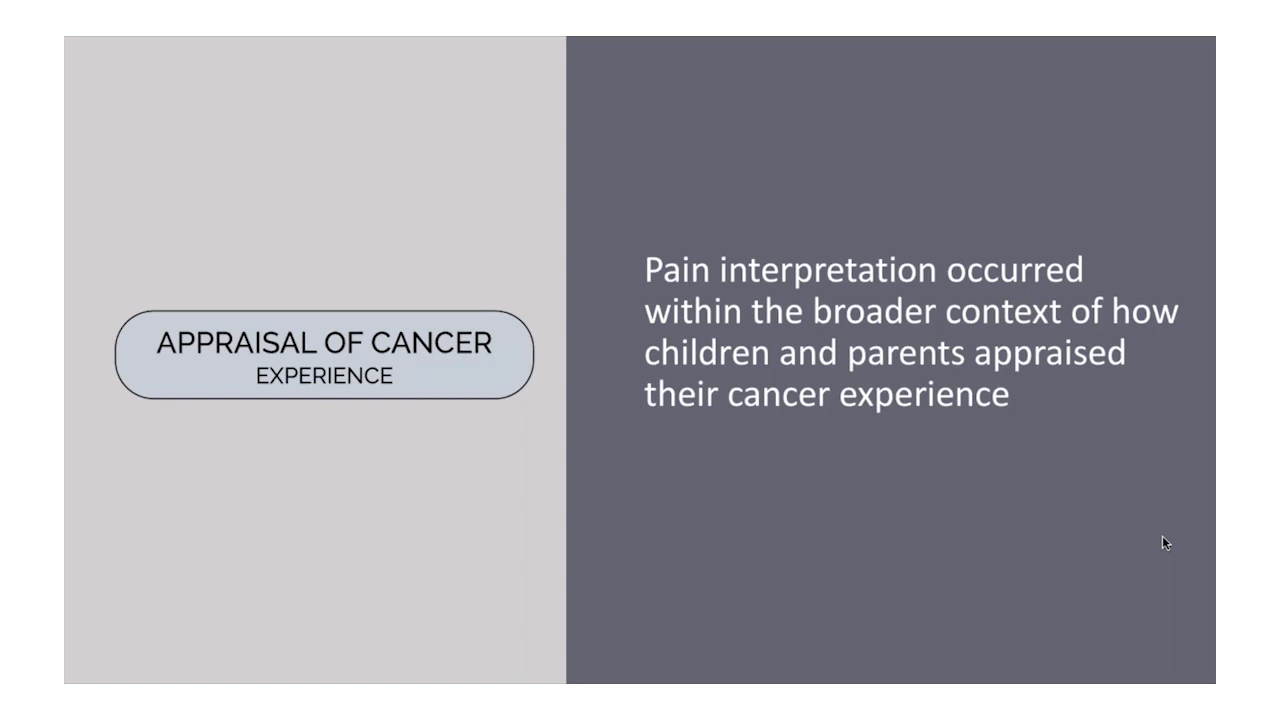 APPRAISAL OF CANCER
EXPERIENCE
Pain interpretation occurred
within the broader context of how
children and parents appraised
their cancer experience